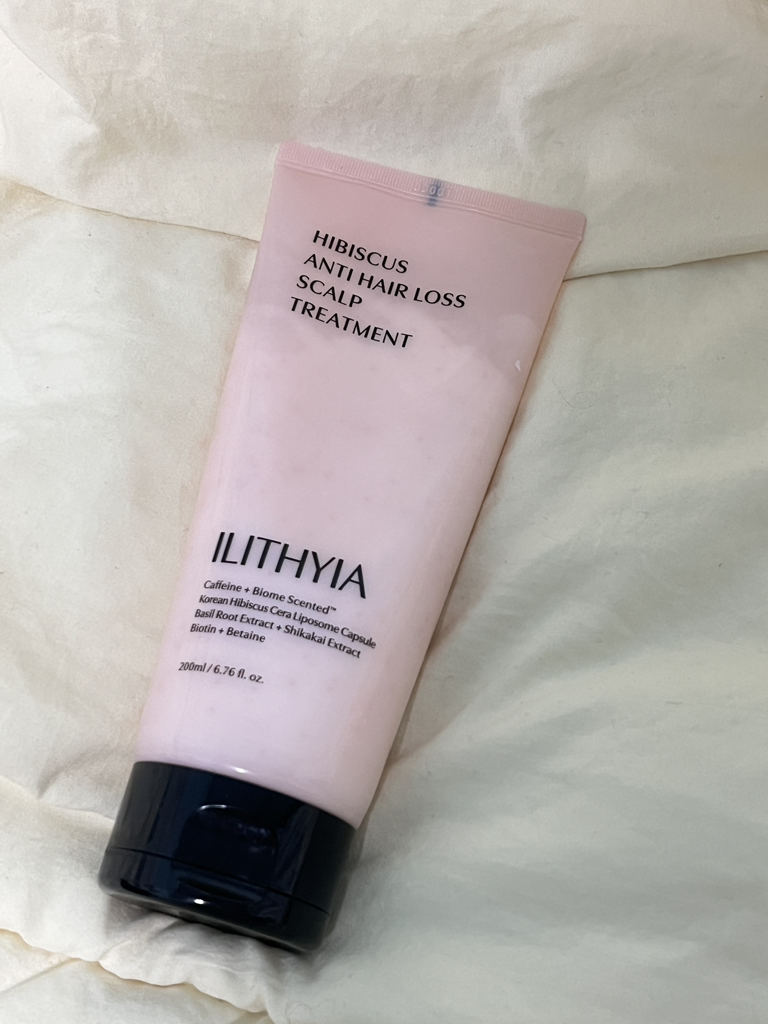 HIBISCUS
ANTI HAIR LOSS
SCALP
TREATMENT
ILITHYIA
Caffeine + Biome Scented™
Korean Hibiscus Cera Liposome Capsule
Basil Root Extract + Shikakai Extract
Biotin + Betaine
200ml / 6.76 fl. oz.